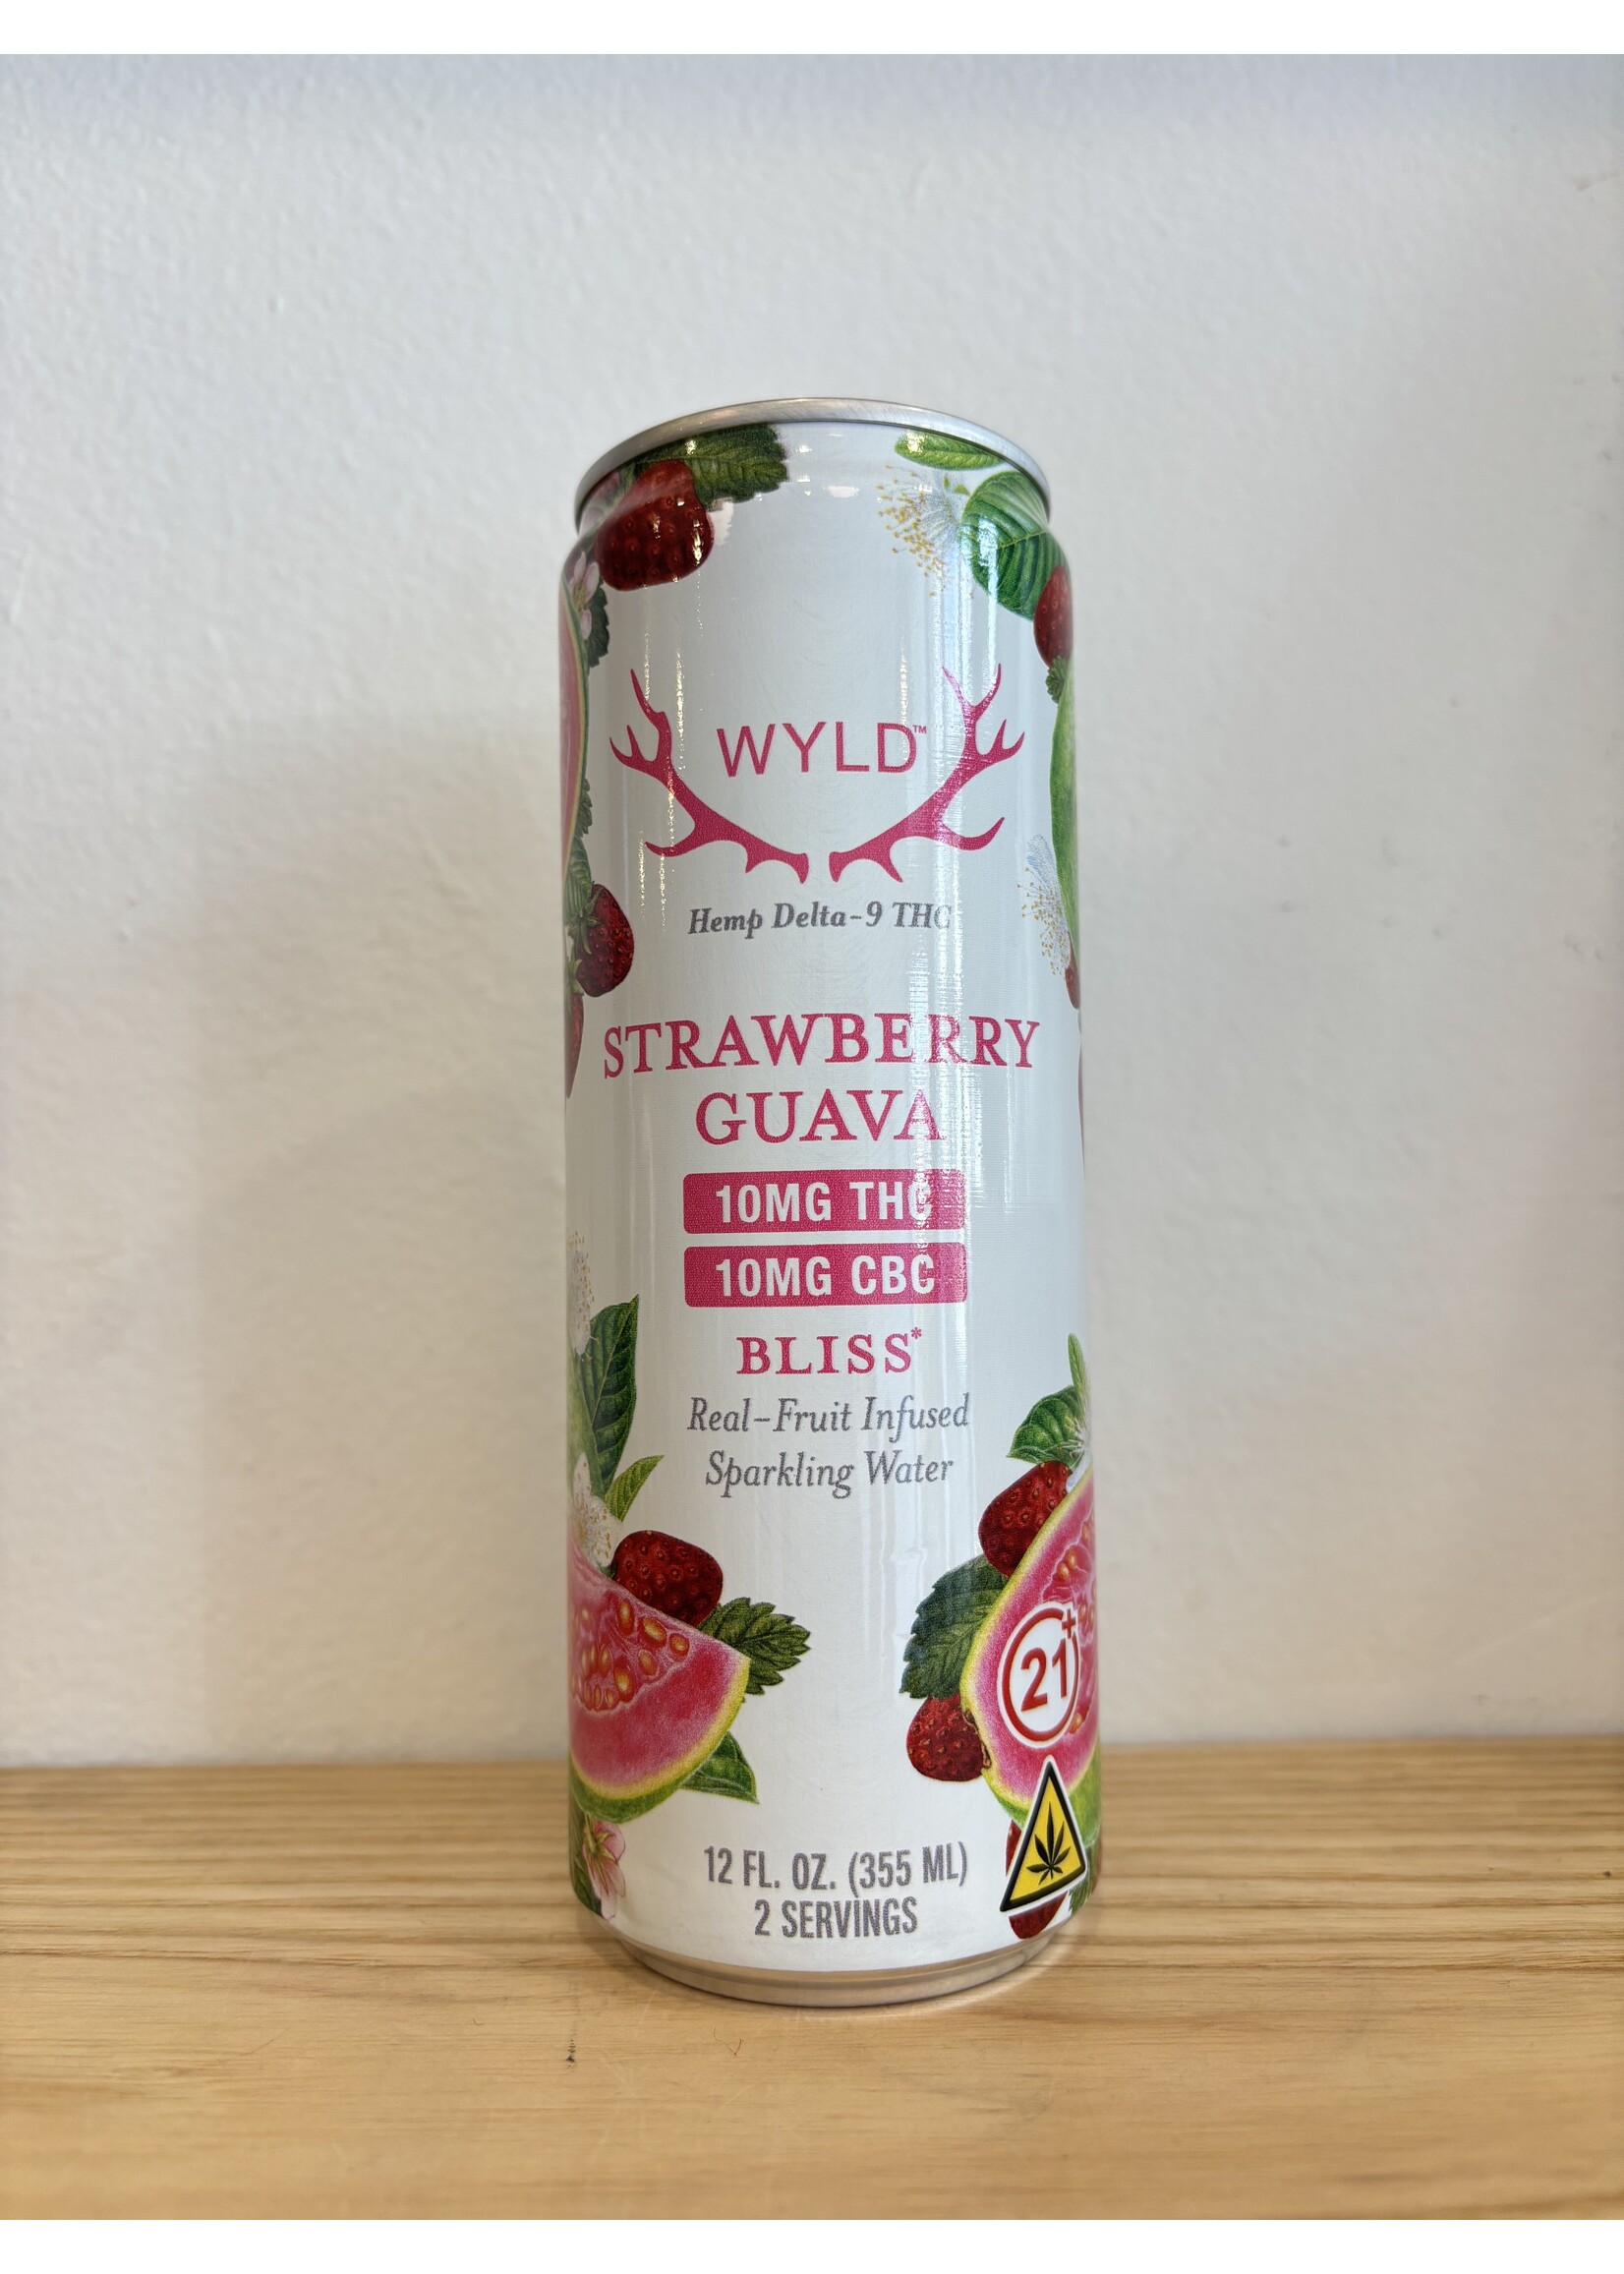 WYLD™
Hemp Delta-9 THC
STRAWBERRY
GUAVA
10MG THC
10MG CBC
BLISS*
Real-Fruit Infused
Sparkling Water
21+
12 FL. OZ. (355 ML)
2 SERVINGS